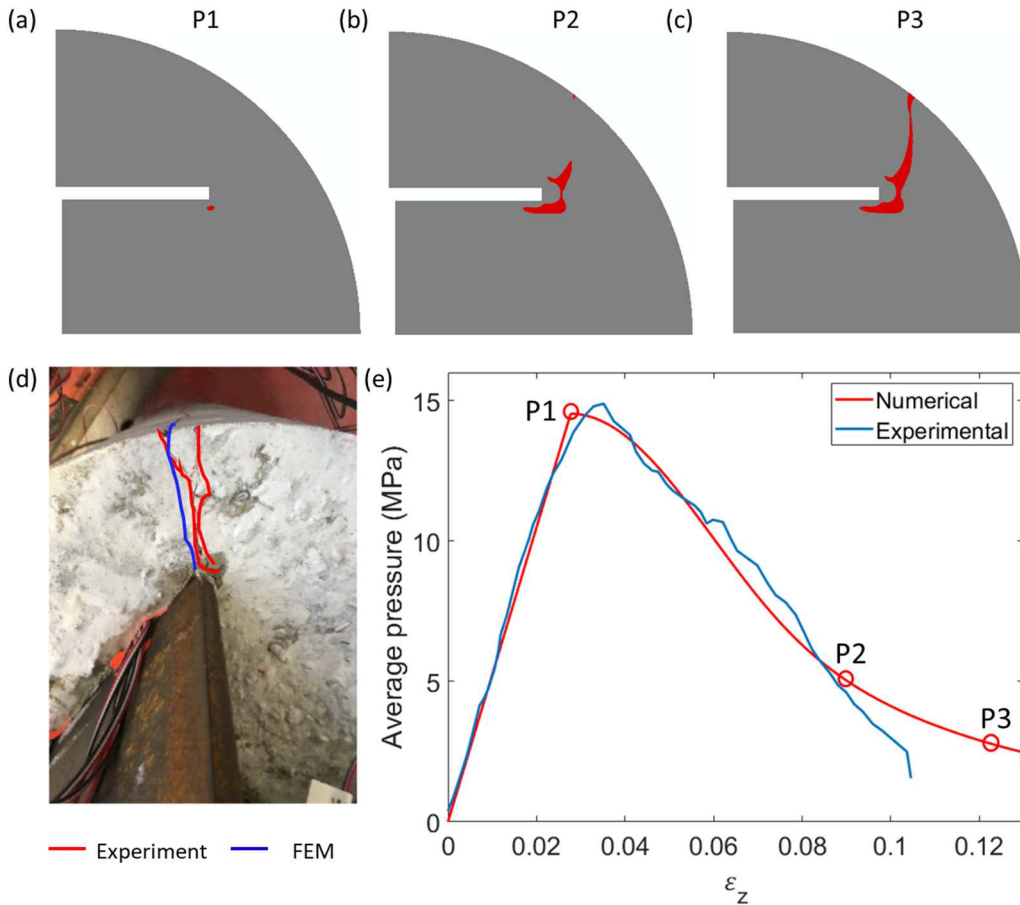 (a) P1 (b) P2 (c) P3
(d) (e)
15
10
5
0
Average pressure (MPa)
Numerical
Experimental
P1
P2
P3
0 0.02 0.04 0.06 0.08 0.1 0.12
ε_z
Experiment FEM